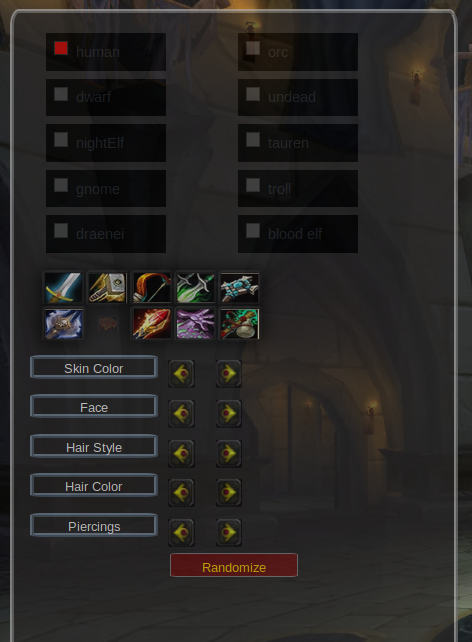 human
orc
dwarf
undead
nightElf
tauren
gnome
troll
draenei
blood elf
Skin Color
Face
Hair Style
Hair Color
Piercings
Randomize